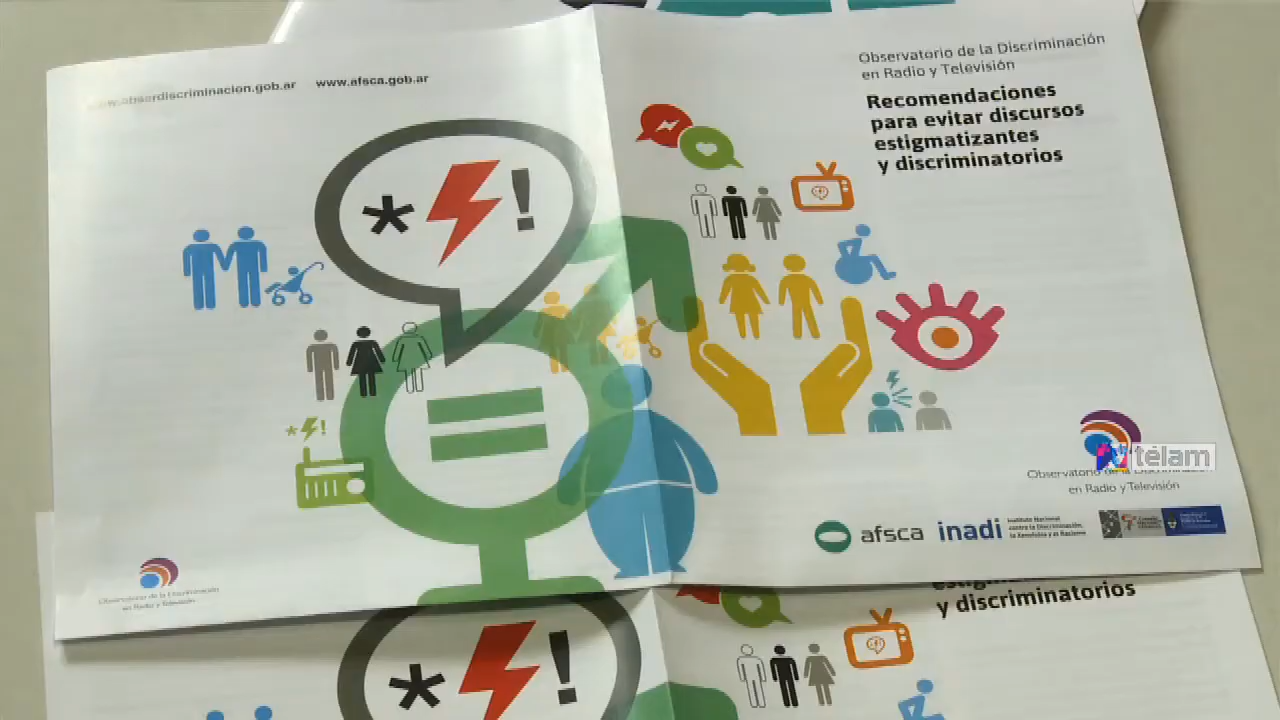 www.obserdiscriminacion.gob.ar www.afsca.gob.ar
Observatorio de la Discriminación
en Radio y Televisión
Recomendaciones
para evitar discursos
estigmatizantes
y discriminatorios
*!
*!
télam
Observatorio de la Discriminación
en Radio y Televisión
afsca
inadi
Instituto Nacional
contra la Discriminación,
la Xenofobia y el Racismo
Observatorio de la Discriminación
en Radio y Televisión
y discriminatorios
*!